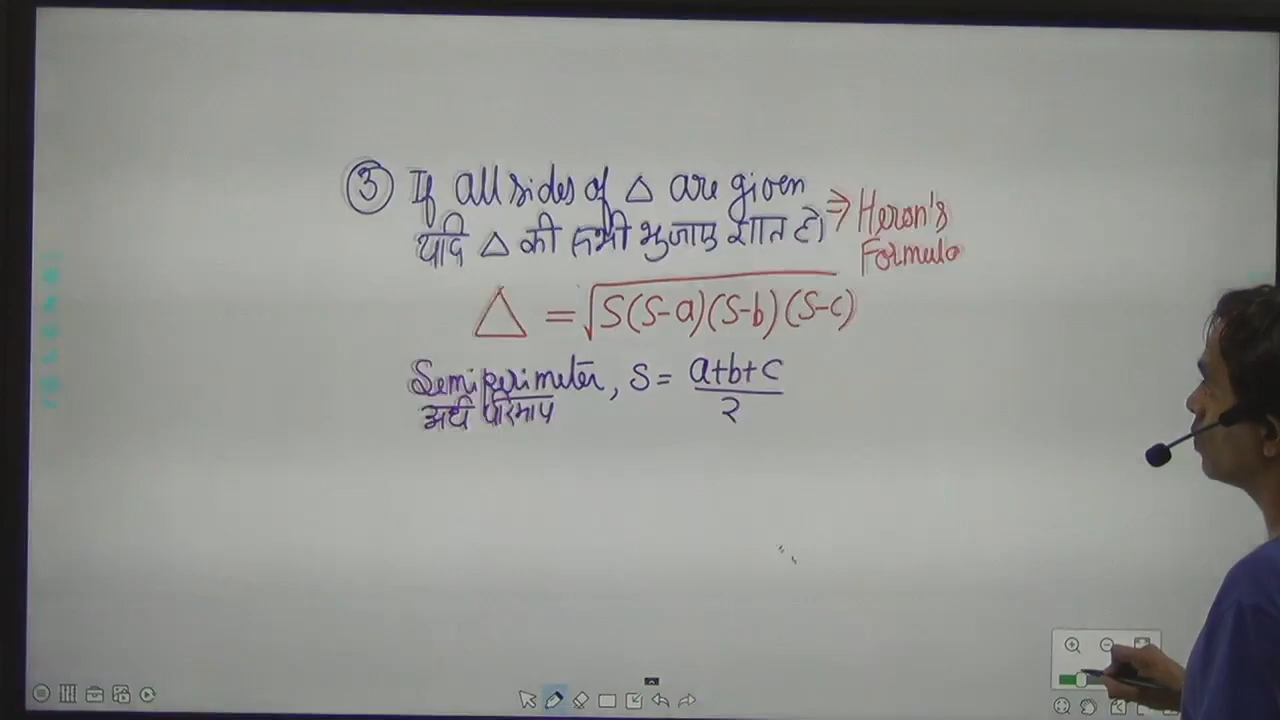 ③ If all sides of △ are given
यदि △ की सभी भुजाएं ज्ञात हो
⇒ Heron's
Formula
△ = √S(S-a)(S-b)(S-c)
Semiperimeter, S = a+b+c / 2
अर्ध परिमाप